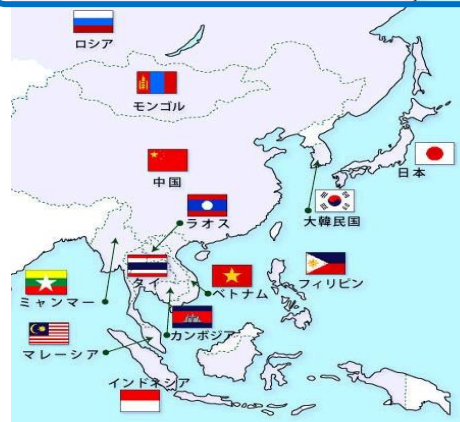 ロシア
モンゴル
中国
日本
大韓民国
ラオス
タイ
ベトナム
フィリピン
ミャンマー
カンボジア
マレーシア
インドネシア